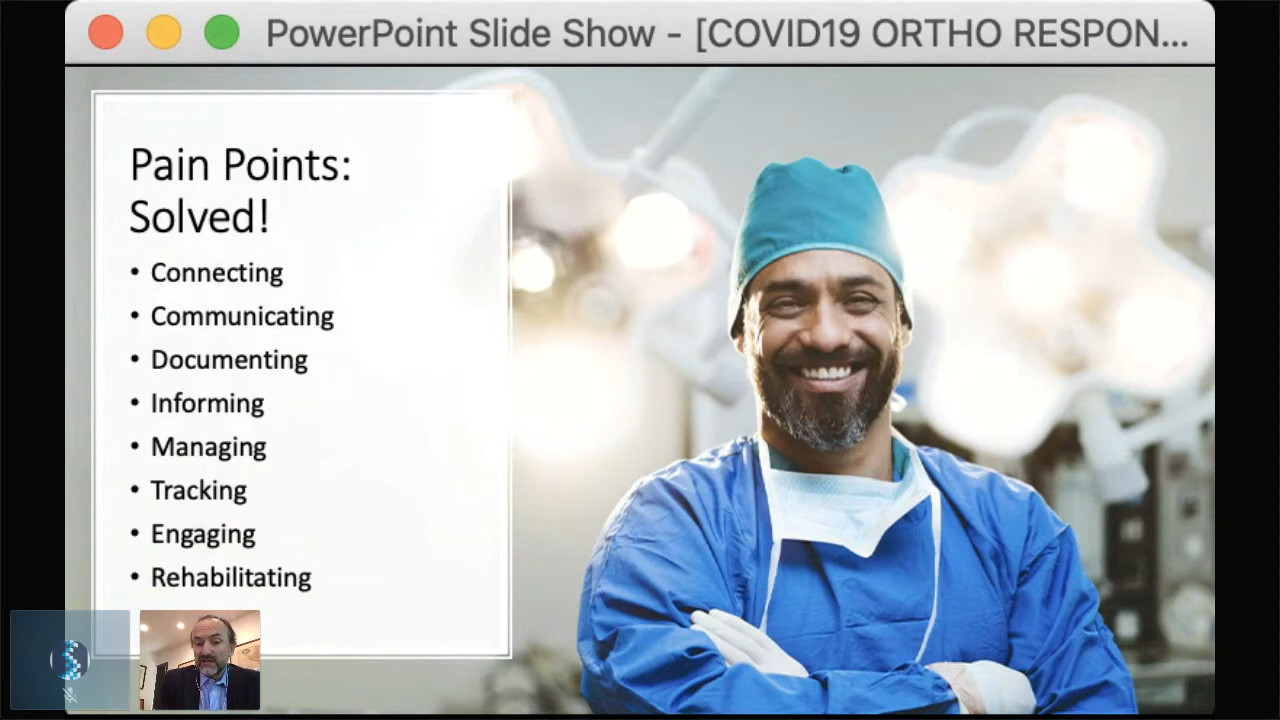 PowerPoint Slide Show - [COVID19 ORTHO RESPON...
Pain Points:
Solved!
• Connecting
• Communicating
• Documenting
• Informing
• Managing
• Tracking
• Engaging
• Rehabilitating